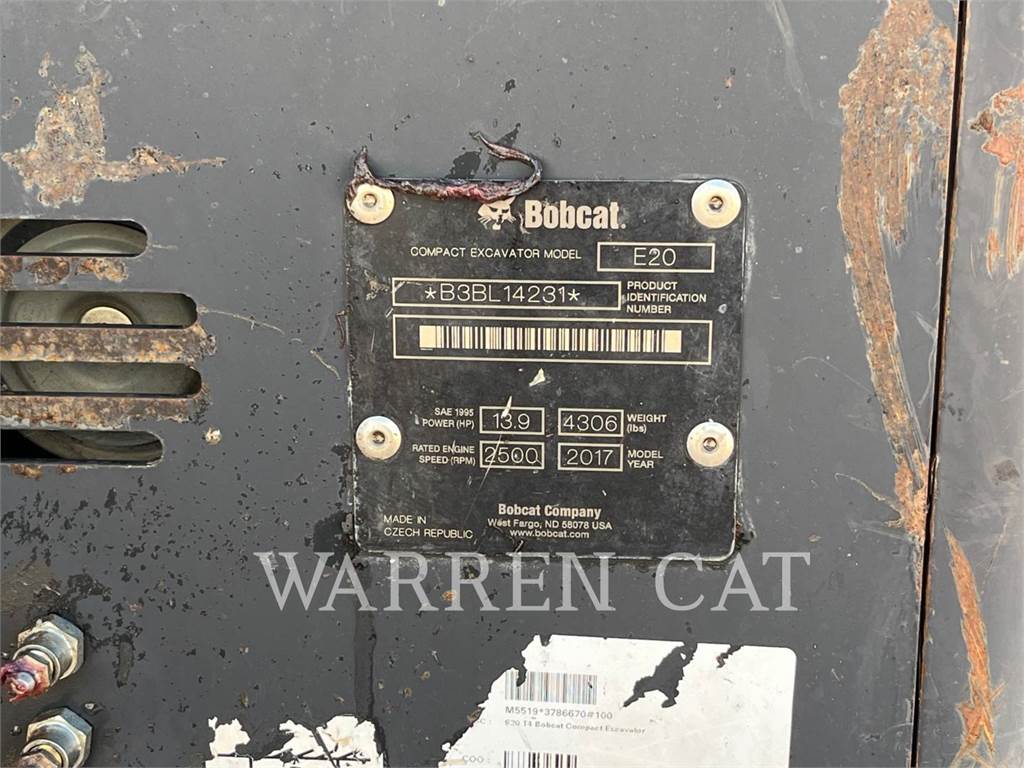 Bobcat.
COMPACT EXCAVATOR MODEL E20
*B3BL14231* PRODUCT IDENTIFICATION NUMBER
SAE 1995 POWER (HP) 13.9 4306 WEIGHT (lbs)
RATED ENGINE SPEED (RPM) 2500 2017 MODEL YEAR
Bobcat Company
West Fargo, ND 58078 USA
www.bobcat.com
MADE IN
CZECH REPUBLIC
WARREN CAT
M5519*3786670#100
E20 T4 Bobcat Compact Excavator
COO :